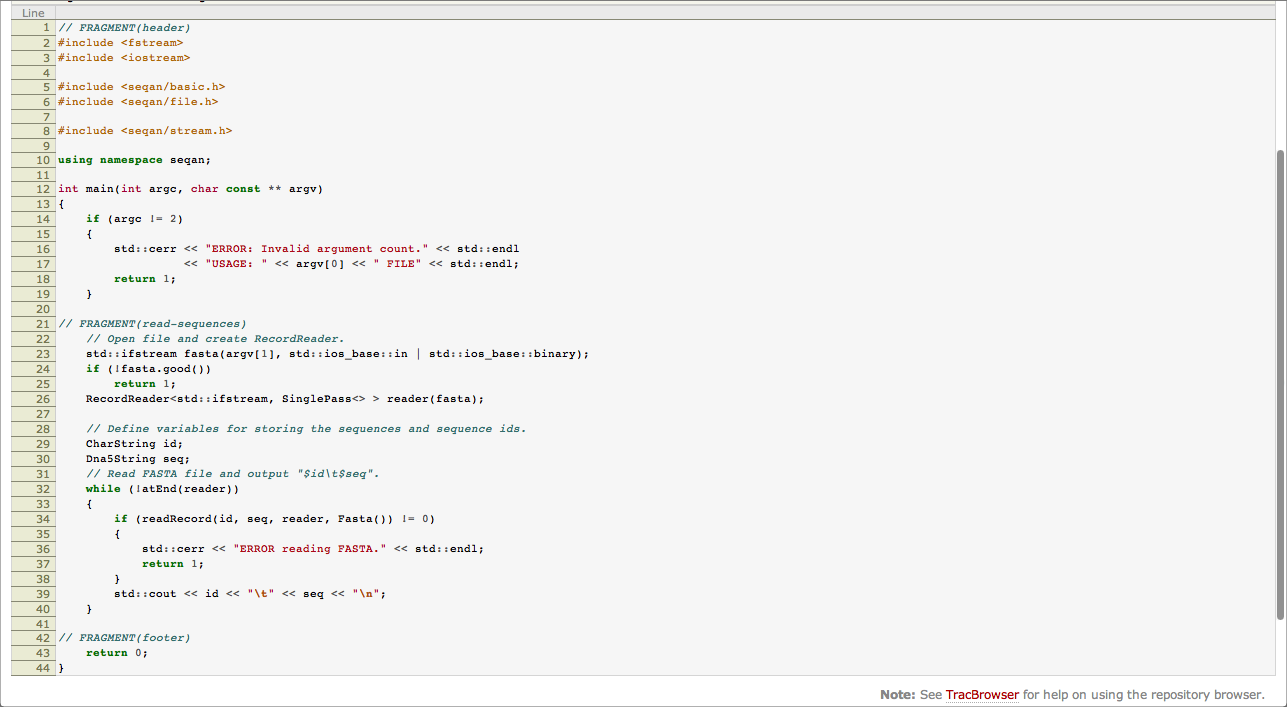 Line
1 // FRAGMENT(header)
2 #include <fstream>
3 #include <iostream>
4
5 #include <seqan/basic.h>
6 #include <seqan/file.h>
7
8 #include <seqan/stream.h>
9
10 using namespace seqan;
11
12 int main(int argc, char const ** argv)
13 {
14     if (argc != 2)
15     {
16         std::cerr << "ERROR: Invalid argument count." << std::endl
17                   << "USAGE: " << argv[0] << " FILE" << std::endl;
18         return 1;
19     }
20
21 // FRAGMENT(read-sequences)
22     // Open file and create RecordReader.
23     std::ifstream fasta(argv[1], std::ios_base::in | std::ios_base::binary);
24     if (!fasta.good())
25         return 1;
26     RecordReader<std::ifstream, SinglePass<> > reader(fasta);
27
28     // Define variables for storing the sequences and sequence ids.
29     CharString id;
30     Dna5String seq;
31     // Read FASTA file and output "$id\t$seq".
32     while (!atEnd(reader))
33     {
34         if (readRecord(id, seq, reader, Fasta()) != 0)
35         {
36             std::cerr << "ERROR reading FASTA." << std::endl;
37             return 1;
38         }
39         std::cout << id << "\t" << seq << "\n";
40     }
41
42 // FRAGMENT(footer)
43     return 0;
44 }
Note: See TracBrowser for help on using the repository browser.